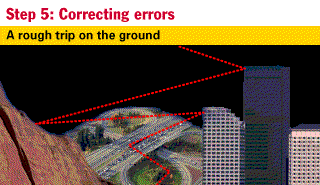 Step 5: Correcting errors
A rough trip on the ground